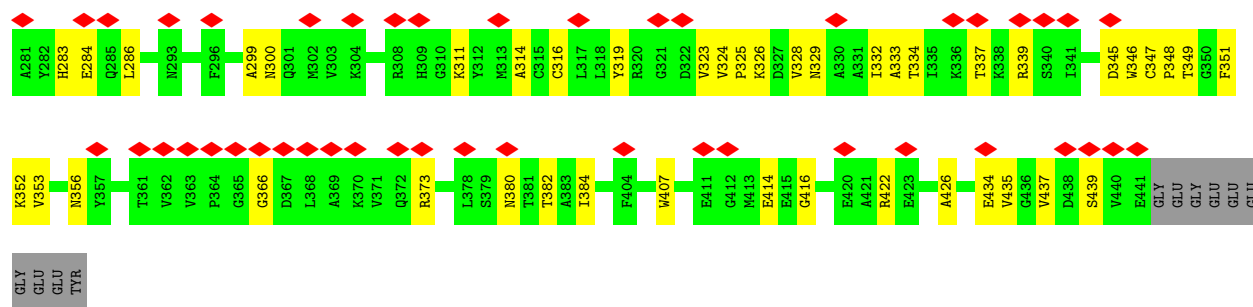 A281 Y282 H283 E284 Q285 L286 N293 F296 A299 N300 Q301 M302 V303 K304 R308 H309 G310 K311 Y312 M313 A314 C315 C316 L317 L318 Y319 R320 G321 D322 V323 V324 P325 K326 D327 V328 N329 A330 A331 I332 A333 T334 I335 K336 T337 K338 R339 S340 I341 D345 W346 C347 P348 T349 G350 F351
K352 V353 N356 Y357 T361 V362 V363 P364 G365 G366 D367 L368 A369 K370 V371 Q372 R373 L378 S379 N380 T381 T382 A383 I384 F404 W407 E411 G412 M413 E414 E415 G416 E420 A421 R422 E423 A426 E434 V435 G436 V437 D438 S439 V440 E441 GLY GLU GLY GLU GLU GLU
GLY GLU GLU TYR